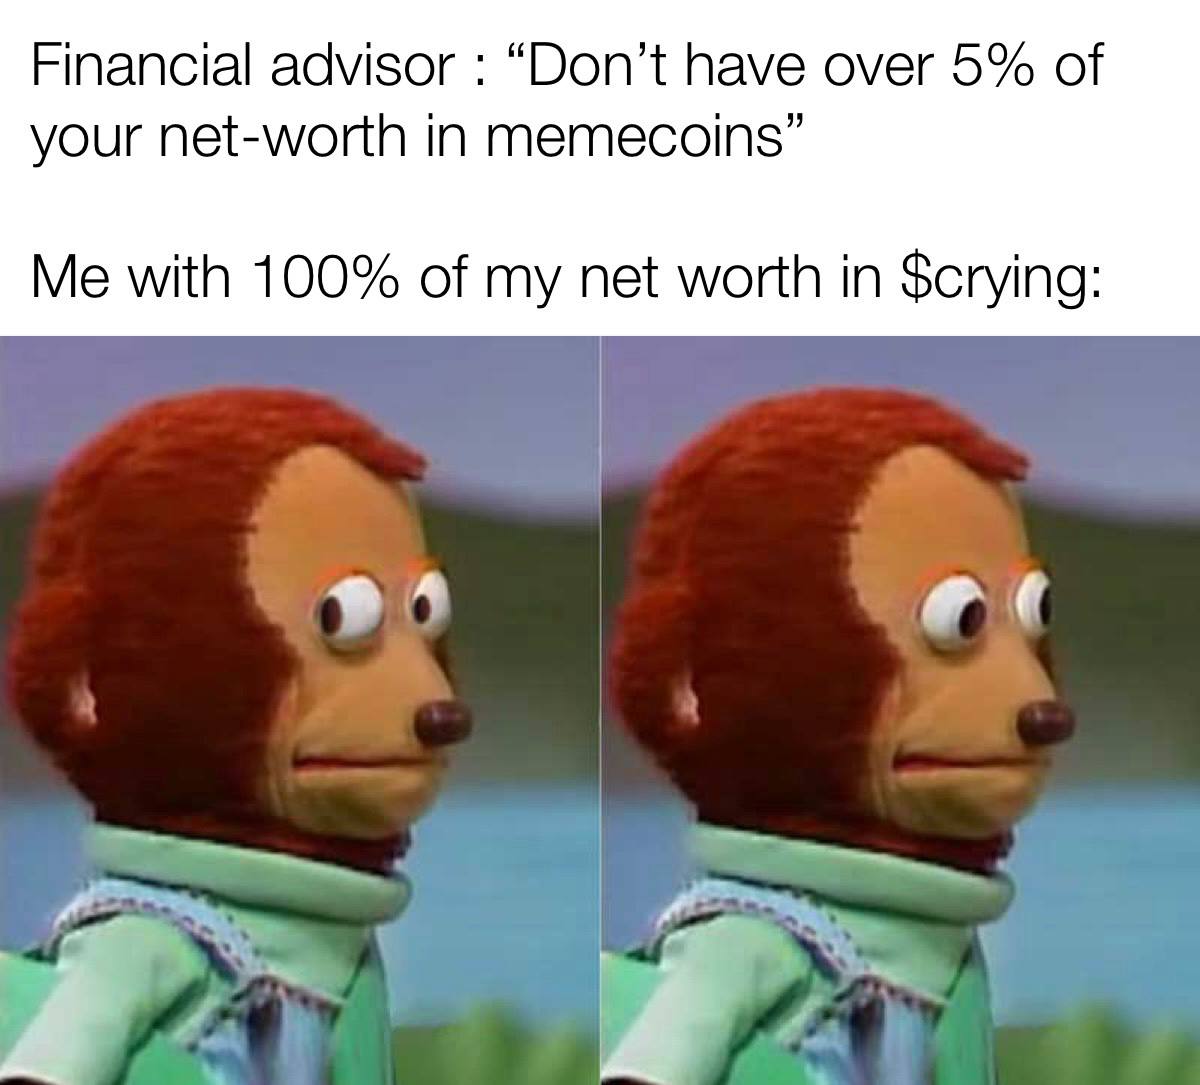 Financial advisor : “Don’t have over 5% of
your net-worth in memecoins”
Me with 100% of my net worth in $crying: